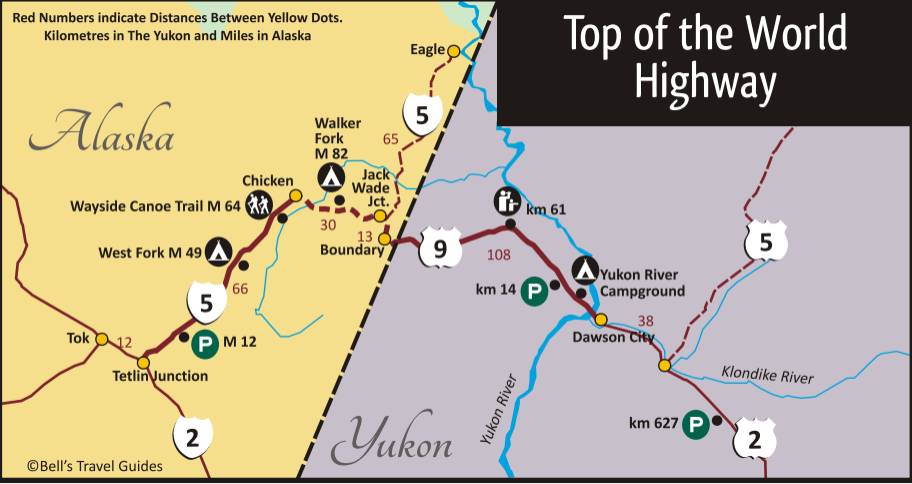 Red Numbers indicate Distances Between Yellow Dots.
Kilometres in The Yukon and Miles in Alaska
Top of the World
Highway
Eagle
5
Alaska
Walker
Fork
M 82
65
Jack
Wade
Jct.
Chicken
Wayside Canoe Trail M 64
30
13
Boundary
km 61
9
108
5
West Fork M 49
66
5
km 14
P
Yukon River
Campground
Tok
12
P
M 12
38
Dawson City
Tetlin Junction
Klondike River
Yukon River
2
Yukon
km 627
P
2
©Bell's Travel Guides